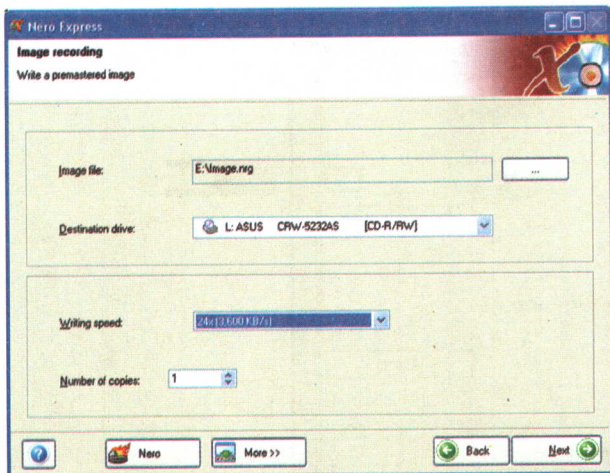 Nero Express
Image recording
Write a premastered image
Image file:
E:\Image.nrg
...
Destination drive:
L: ASUS CRW-5232AS [CD-R/RW]
Writing speed:
24x (3,600 KB/s)
Number of copies:
1
?
Nero
More >>
Back
Next